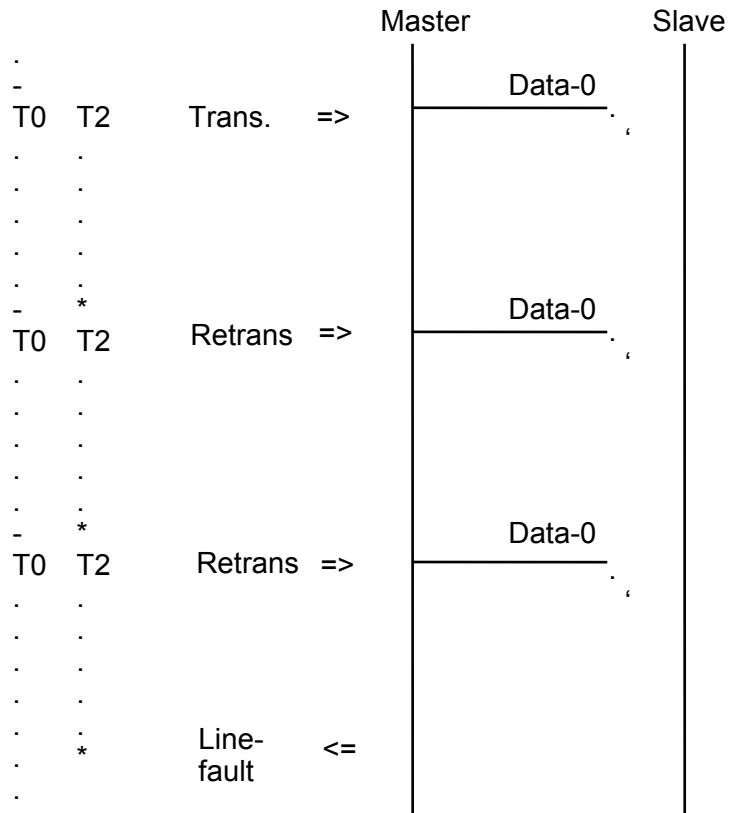 Master Slave
.
- Data-0
T0 T2 Trans. => .
. . ‘
. .
. .
. .
. .
- * Data-0
T0 T2 Retrans => .
. . ‘
. .
. .
. .
. .
- * Data-0
T0 T2 Retrans => .
. . ‘
. .
. .
. .
. . Line-
. * fault <=
.